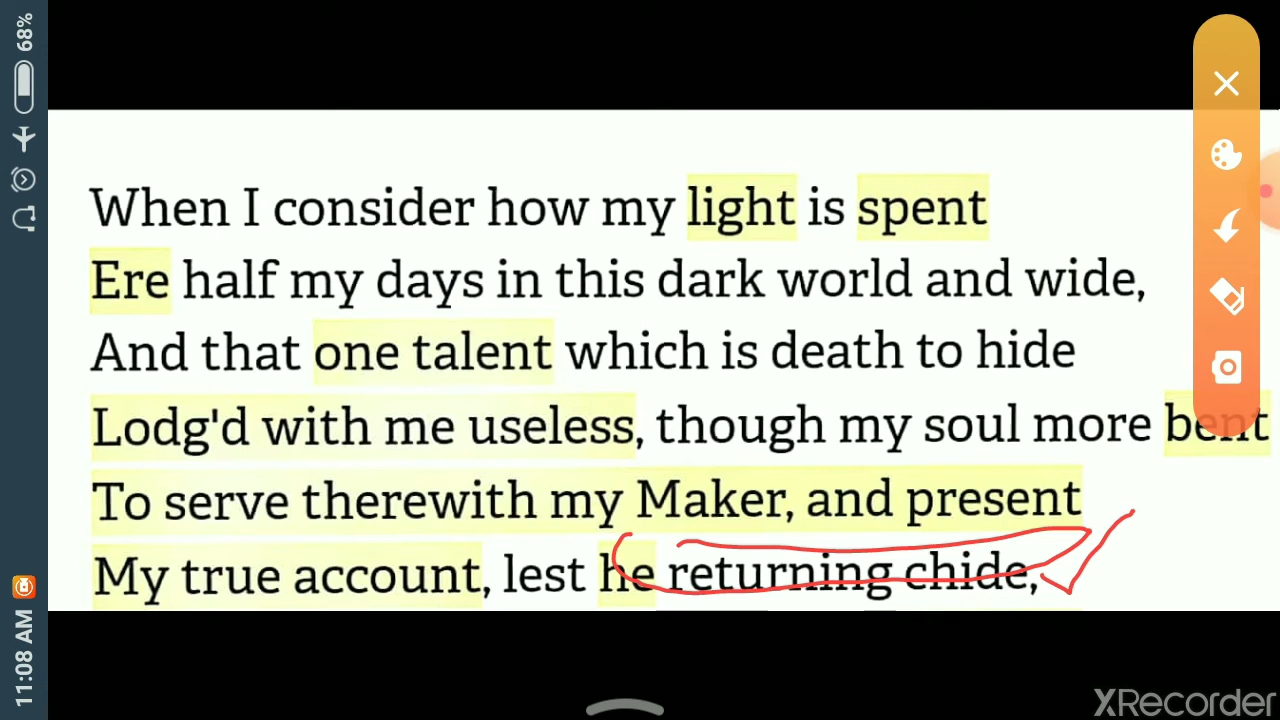 68%
When I consider how my light is spent
Ere half my days in this dark world and wide,
And that one talent which is death to hide
Lodg'd with me useless, though my soul more bent
To serve therewith my Maker, and present
My true account, lest he returning chide,
11:08 AM
XRecorder